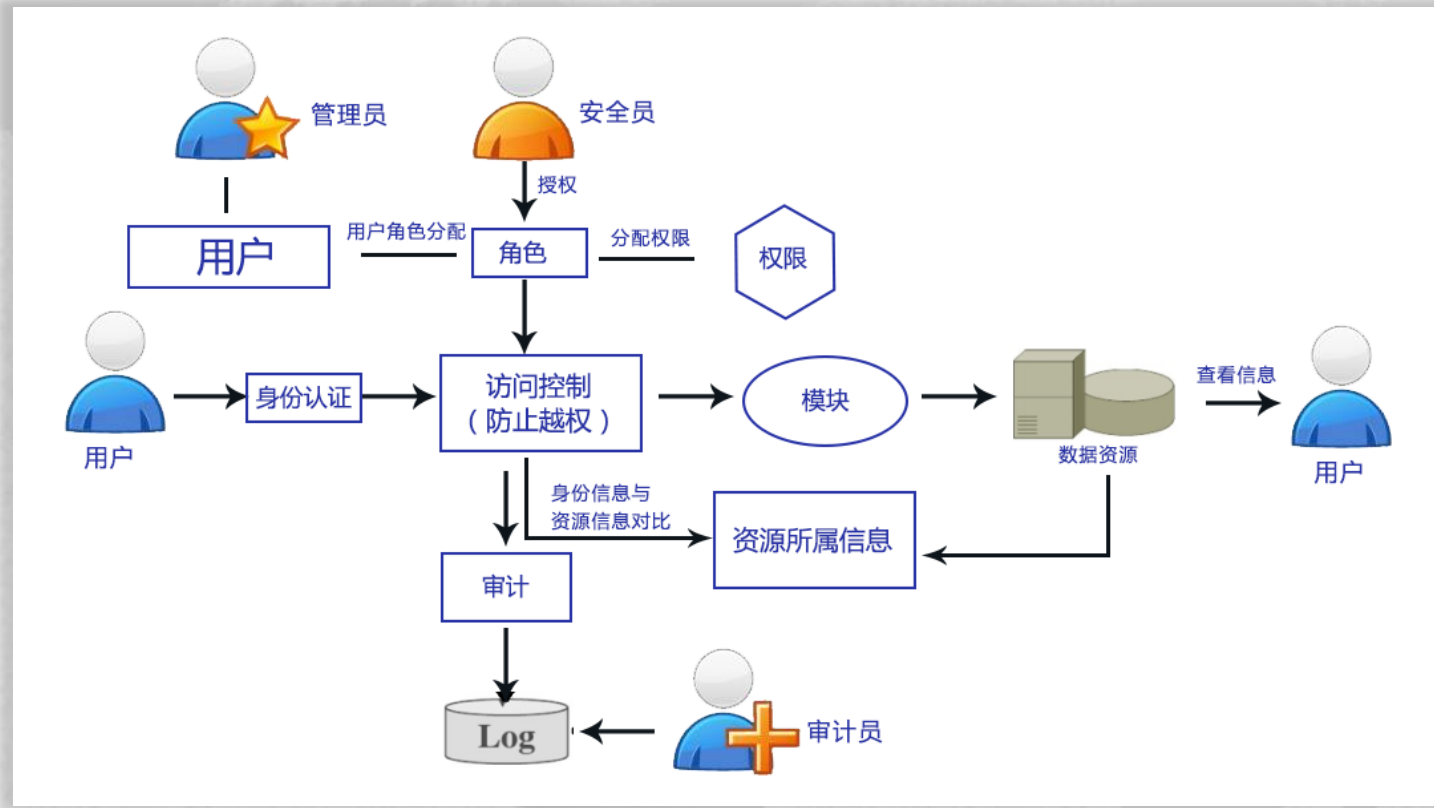 管理员
安全员
授权
用户
用户角色分配
角色
分配权限
权限
用户
身份认证
访问控制
（防止越权）
模块
数据资源
查看信息
用户
身份信息与
资源信息对比
资源所属信息
审计
Log
审计员